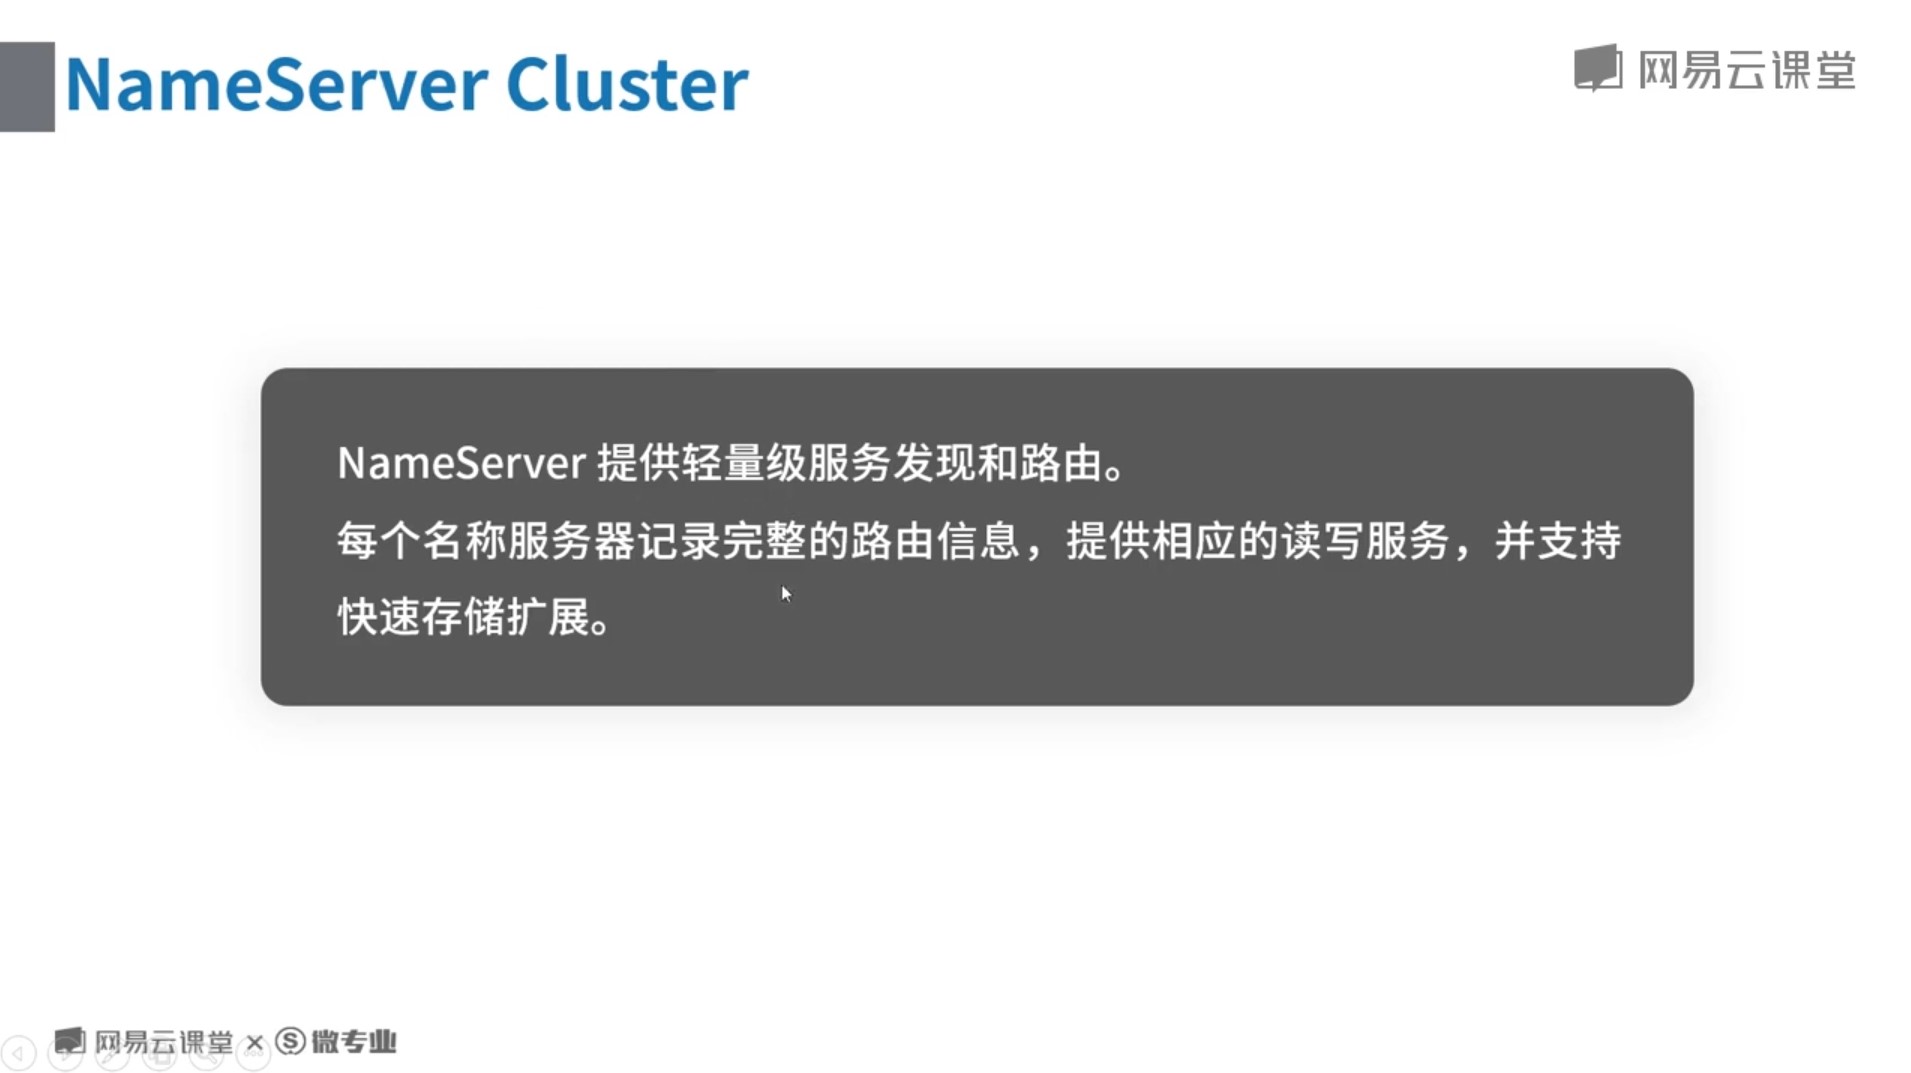 NameServer Cluster
网易云课堂
NameServer 提供轻量级服务发现和路由。
每个名称服务器记录完整的路由信息，提供相应的读写服务，并支持
快速存储扩展。
网易云课堂 × S 微专业